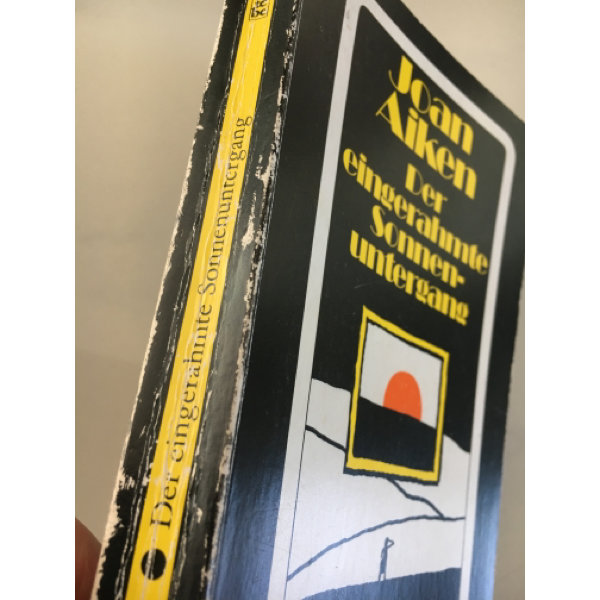 Joan
Aiken
Der
eingerahmte
Sonnen-
untergang
Der eingerahmte Sonnenuntergang